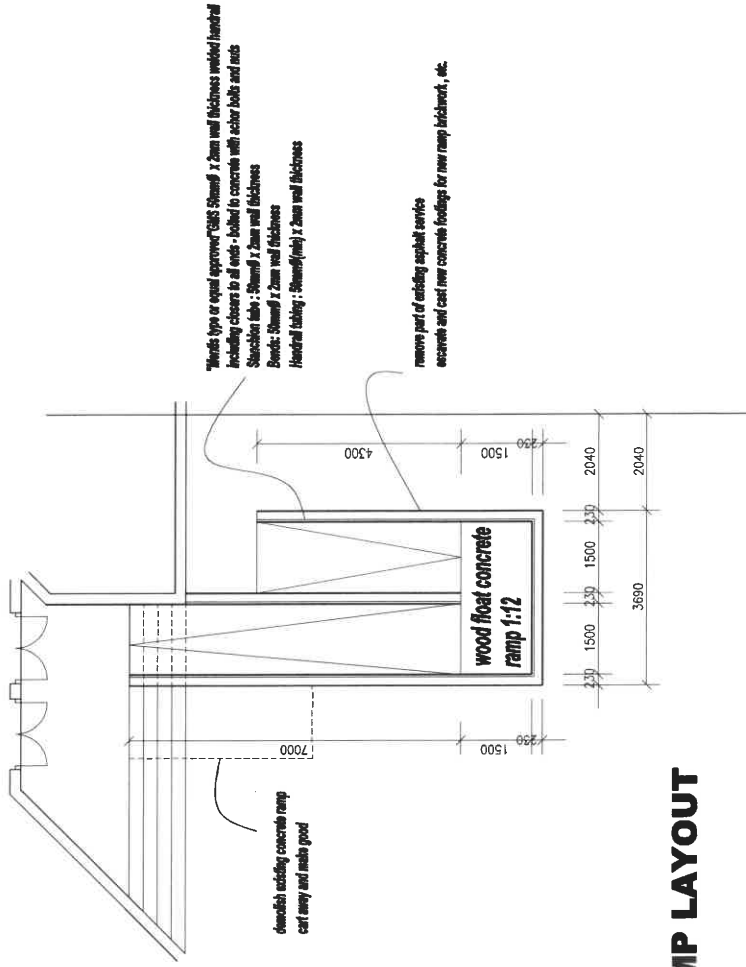 "Mentis type or equal approved" GMS 50mmØ x 2mm wall thickness welded handrail
including closers to all ends - bolted to concrete with achor bolts and nuts
Stanchion tube : 50mmØ x 2mm wall thickness
Bends: 50mmØ x 2mm wall thickness
Handrail tubing : 50mmØ(min) x 2mm wall thickness
remove part of existing asphalt service
excavate and cast new concrete footings for new ramp brickwork , etc.
4300
1500
230
wood float concrete
ramp 1:12
7000
1500
230
230
1500
230
1500
230
2040
3690
2040
demolish existing concrete ramp
cart away and make good
MP LAYOUT